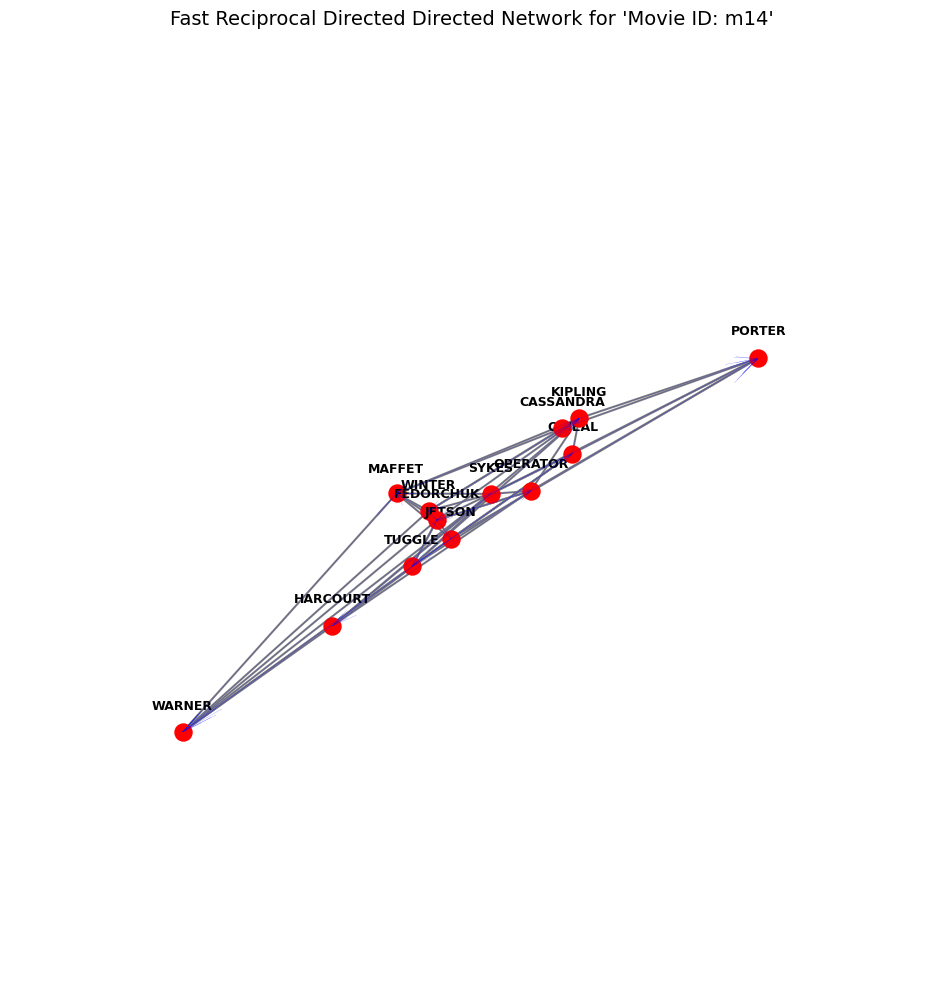 Fast Reciprocal Directed Directed Network for 'Movie ID: m14'
PORTER
KIPLING
CASSANDRA
OPERATOR
SYKES
MAFFET
WINTER
FEDORCHUK
JETSON
TUGGLE
HARCOURT
WARNER